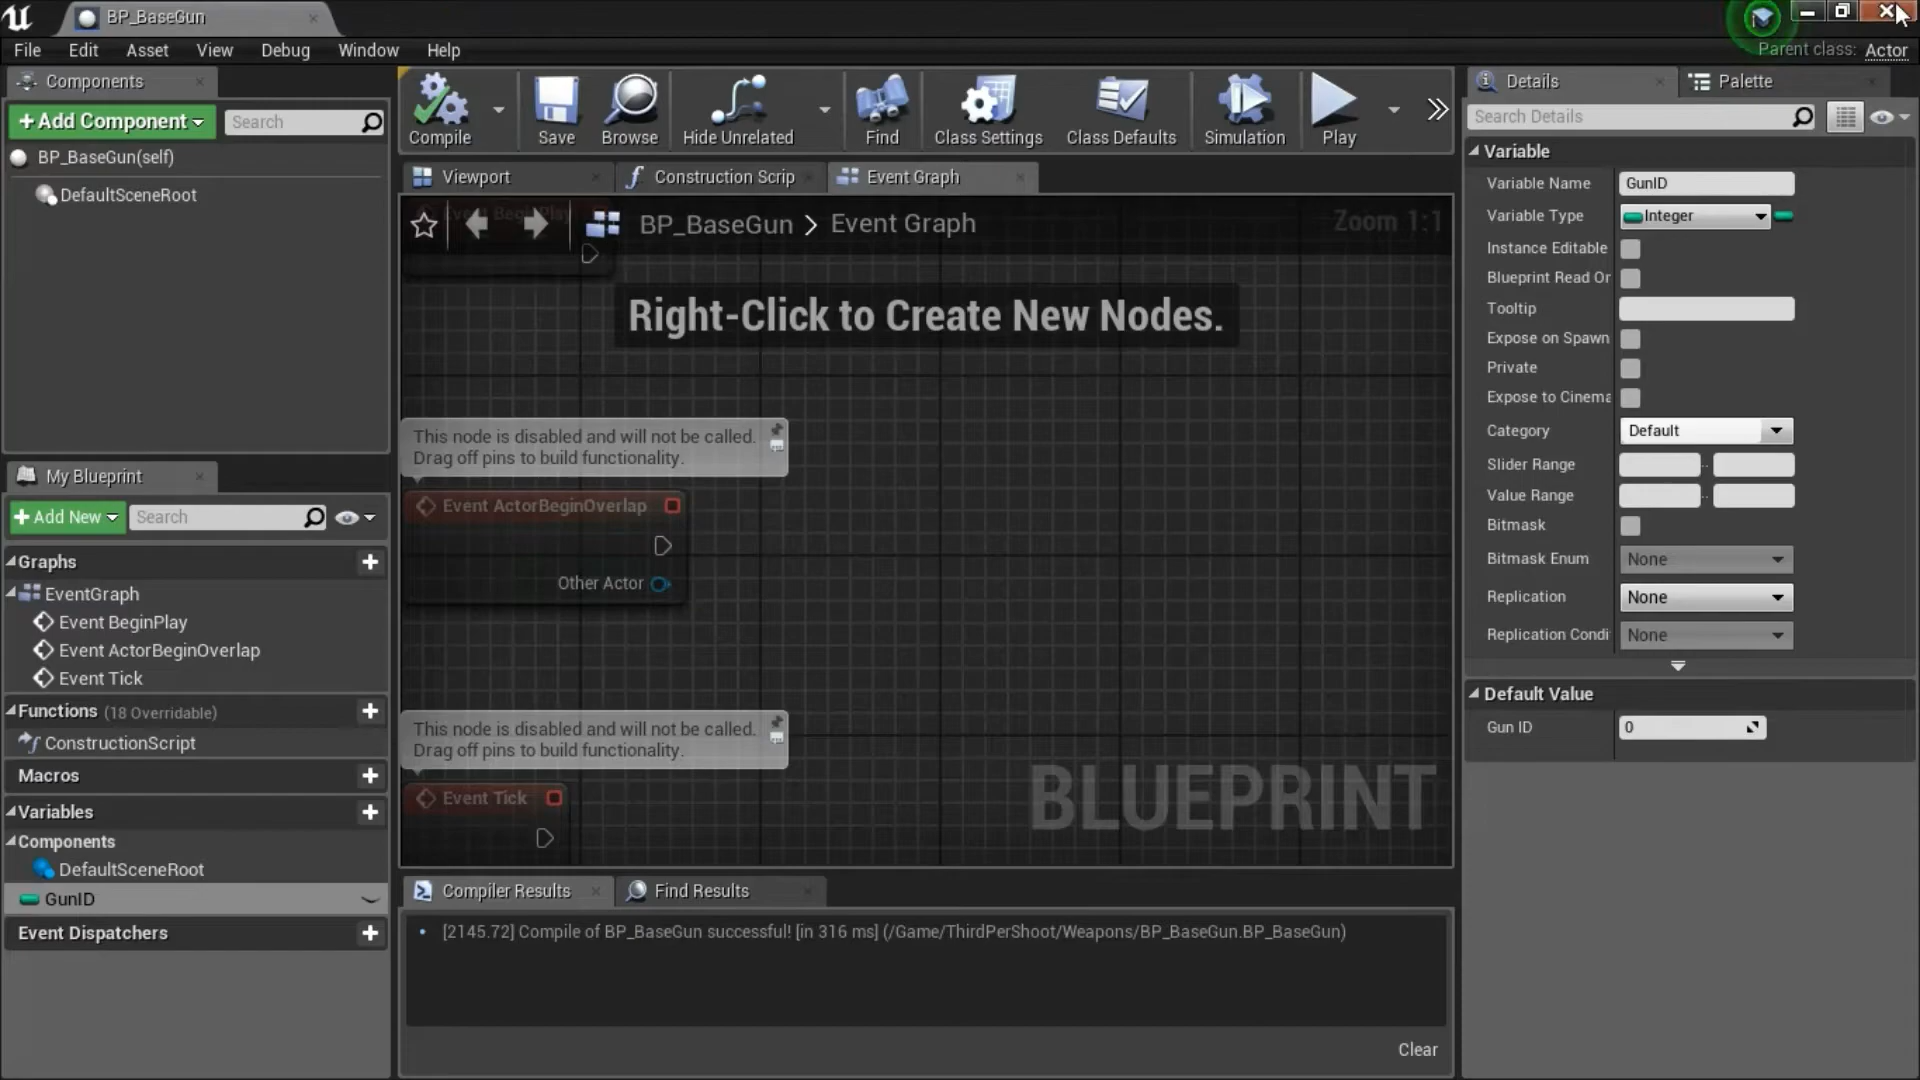 BP_BaseGun
File Edit Asset View Debug Window Help
Parent class: Actor
Components
+ Add Component
Search
BP_BaseGun(self)
DefaultSceneRoot
My Blueprint
+ Add New
Search
Graphs
EventGraph
Event BeginPlay
Event ActorBeginOverlap
Event Tick
Functions (18 Overridable)
ConstructionScript
Macros
Variables
Components
DefaultSceneRoot
GunID
Event Dispatchers
Compile
Save
Browse
Hide Unrelated
Find
Class Settings
Class Defaults
Simulation
Play
Viewport
Construction Scrip
Event Graph
Event BeginPlay
BP_BaseGun > Event Graph
Zoom 1:1
Right-Click to Create New Nodes.
This node is disabled and will not be called.
Drag off pins to build functionality.
Event ActorBeginOverlap
Other Actor
This node is disabled and will not be called.
Drag off pins to build functionality.
Event Tick
BLUEPRINT
Compiler Results
Find Results
[2145.72] Compile of BP_BaseGun successful! [in 316 ms] (/Game/ThirdPerShoot/Weapons/BP_BaseGun.BP_BaseGun)
Clear
Details
Palette
Search Details
Variable
Variable Name GunID
Variable Type Integer
Instance Editable
Blueprint Read Or
Tooltip
Expose on Spawn
Private
Expose to Cinema
Category Default
Slider Range
Value Range
Bitmask
Bitmask Enum None
Replication None
Replication Condi None
Default Value
Gun ID 0